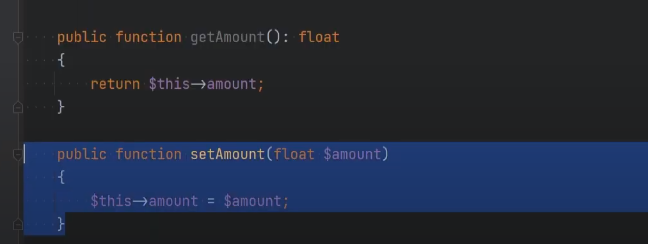 public function getAmount(): float
{
return $this->amount;
}
public function setAmount(float $amount)
{
$this->amount = $amount;
}